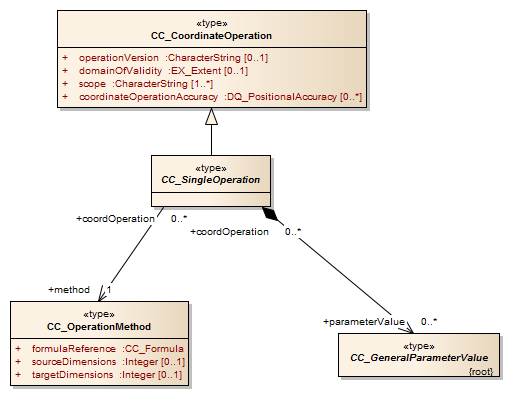 «type»
CC_CoordinateOperation
+ operationVersion :CharacterString [0..1]
+ domainOfValidity :EX_Extent [0..1]
+ scope :CharacterString [1..*]
+ coordinateOperationAccuracy :DQ_PositionalAccuracy [0..*]
«type»
CC_SingleOperation
+coordOperation 0..*
+coordOperation 0..*
+method 1
+parameterValue 0..*
«type»
CC_OperationMethod
+ formulaReference :CC_Formula
+ sourceDimensions :Integer [0..1]
+ targetDimensions :Integer [0..1]
«type»
CC_GeneralParameterValue
{root}